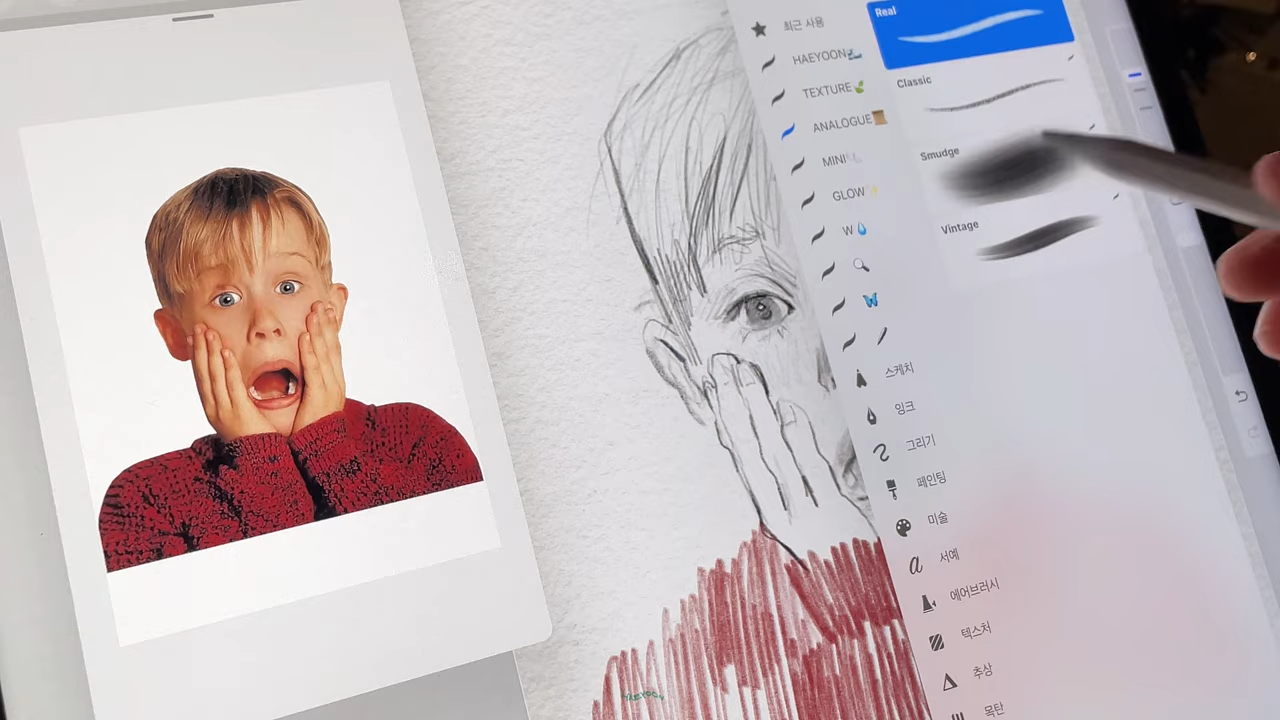 최근 사용
HAEYOON
TEXTURE
ANALOGUE
MINI
GLOW
W
스케치
잉크
그리기
페인팅
미술
서예
에어브러시
텍스처
추상
목탄
Real
Classic
Smudge
Vintage